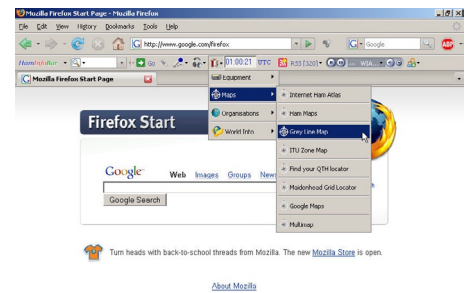 Mozilla Firefox Start Page - Mozilla Firefox
File Edit View History Bookmarks Tools Help
http://www.google.com/firefox
G Google
ABP
HamInfoBar Go 01:00:21 UTC
Mozilla Firefox Start Page
Equipment
Maps
Organisations
World Info
Internet Ham Atlas
Ham Maps
Grey Line Map
ITU Zone Map
Find your QTH locator
Maidenhead Grid Locator
Google Maps
Multimap
Firefox Start
Google
Web Images Groups News
Google Search
Turn heads with back-to-school threads from Mozilla. The new Mozilla Store is open.
About Mozilla